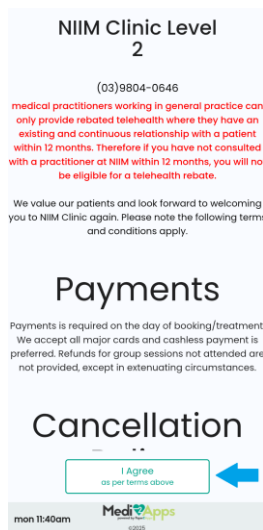 NIIM Clinic Level
2
(03)9804-0646
medical practitioners working in general practice can
only provide rebated telehealth where they have an
existing and continuous relationship with a patient
within 12 months. Therefore if you have not consulted
with a practitioner at NIIM within 12 months, you will no
be eligible for a telehealth rebate.
We value our patients and look forward to welcoming
you to NIIM Clinic again. Please note the following terms
and conditions apply.
Payments
Payments is required on the day of booking/treatment
We accept all major cards and cashless payment is
preferred. Refunds for group sessions not attended are
not provided, except in extenuating circumstances.
Cancellation
I Agree
as per terms above
mon 11:40am
MediApps
©2025